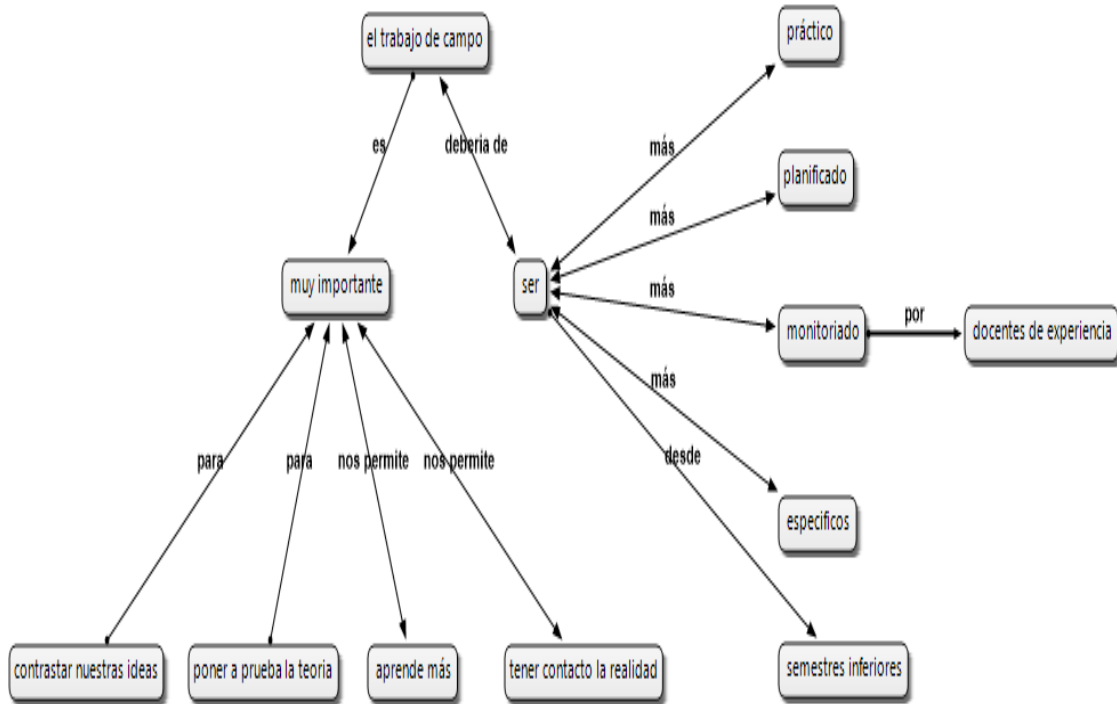 el trabajo de campo
práctico
es
deberia de
más
planificado
más
muy importante
ser
más
monitoriado
por
docentes de experiencia
más
para
para
nos permite
nos permite
desde
especificos
contrastar nuestras ideas
poner a prueba la teoria
aprende más
tener contacto la realidad
semestres inferiores